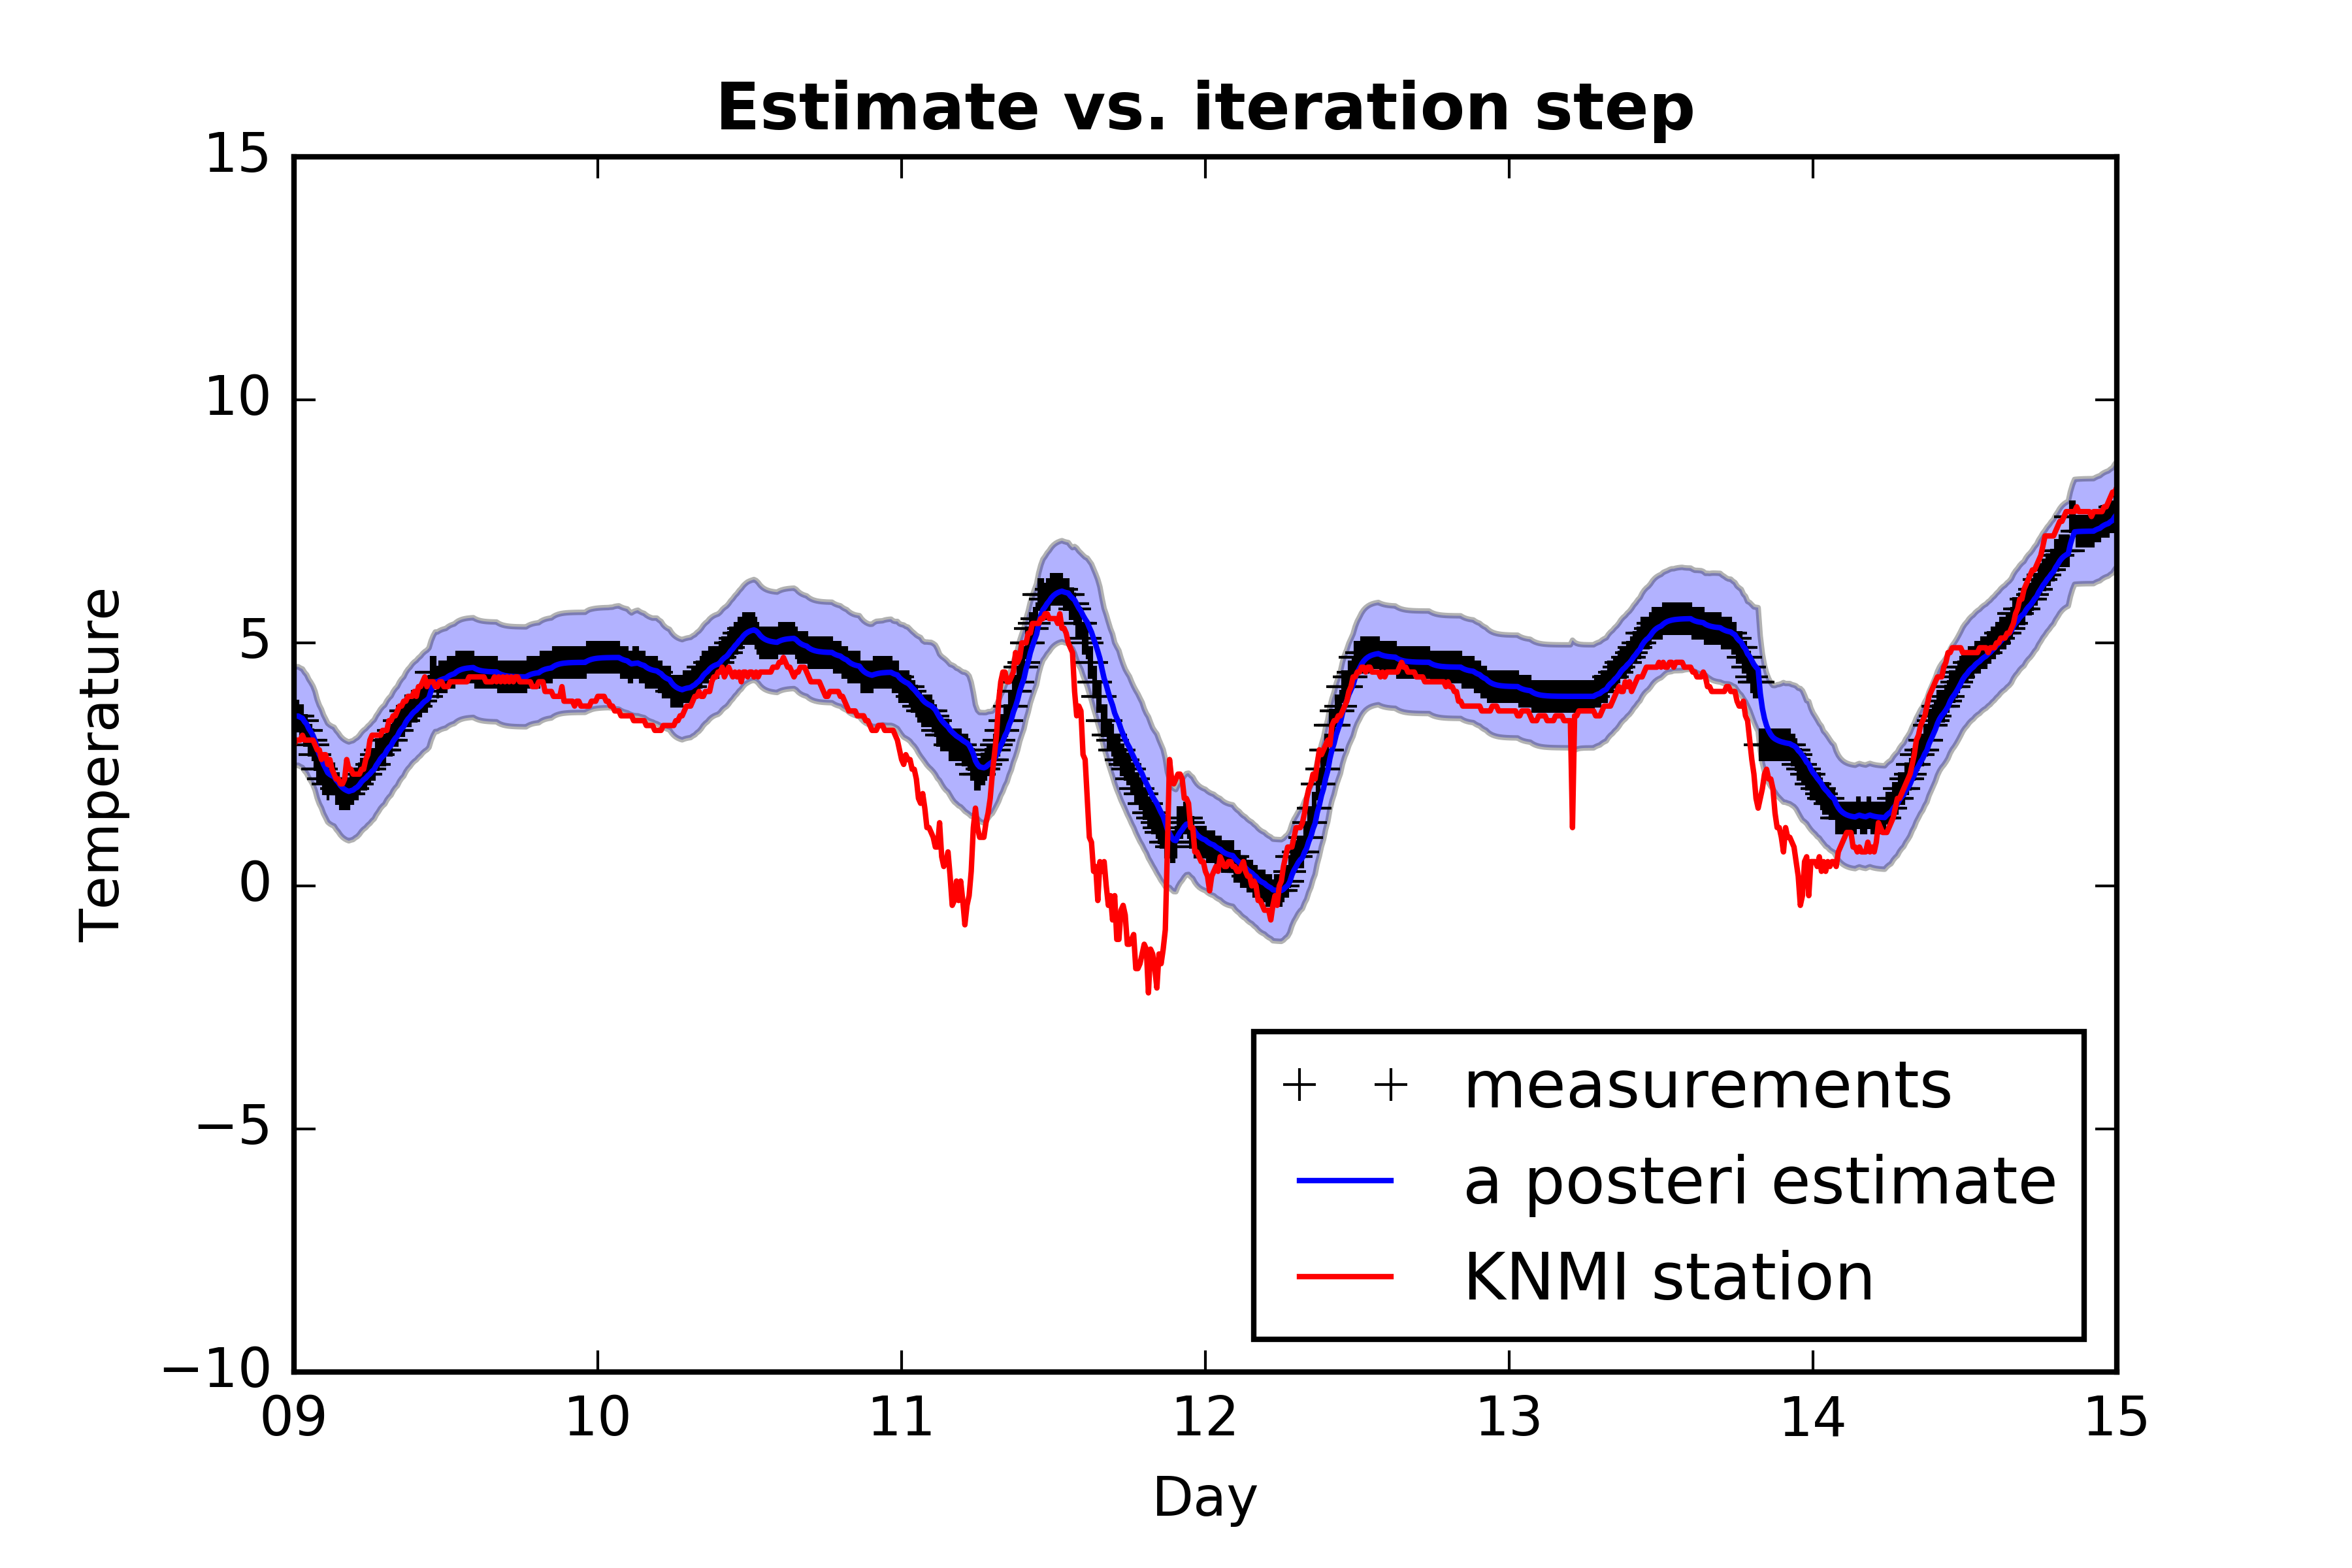 Estimate vs. iteration step
15
10
5
0
−5
−10
Temperature
measurements
a posteri estimate
KNMI station
09 10 11 12 13 14 15
Day